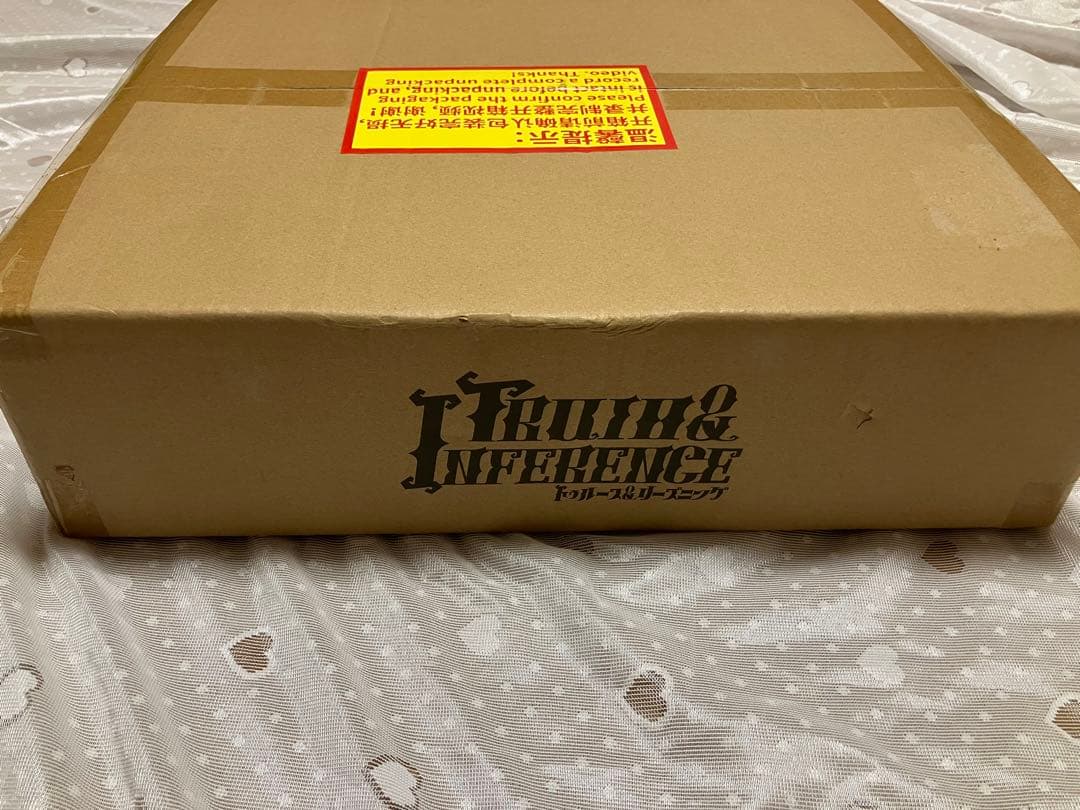 温馨提示：
开箱前请确认包装完好无损，
并录制完整开箱视频，谢谢！
Please confirm the packaging
is intact before unpacking, and
record a complete unpacking
video. Thanks!
TRUTH&
INFERENCE
トゥルース&リーズニング